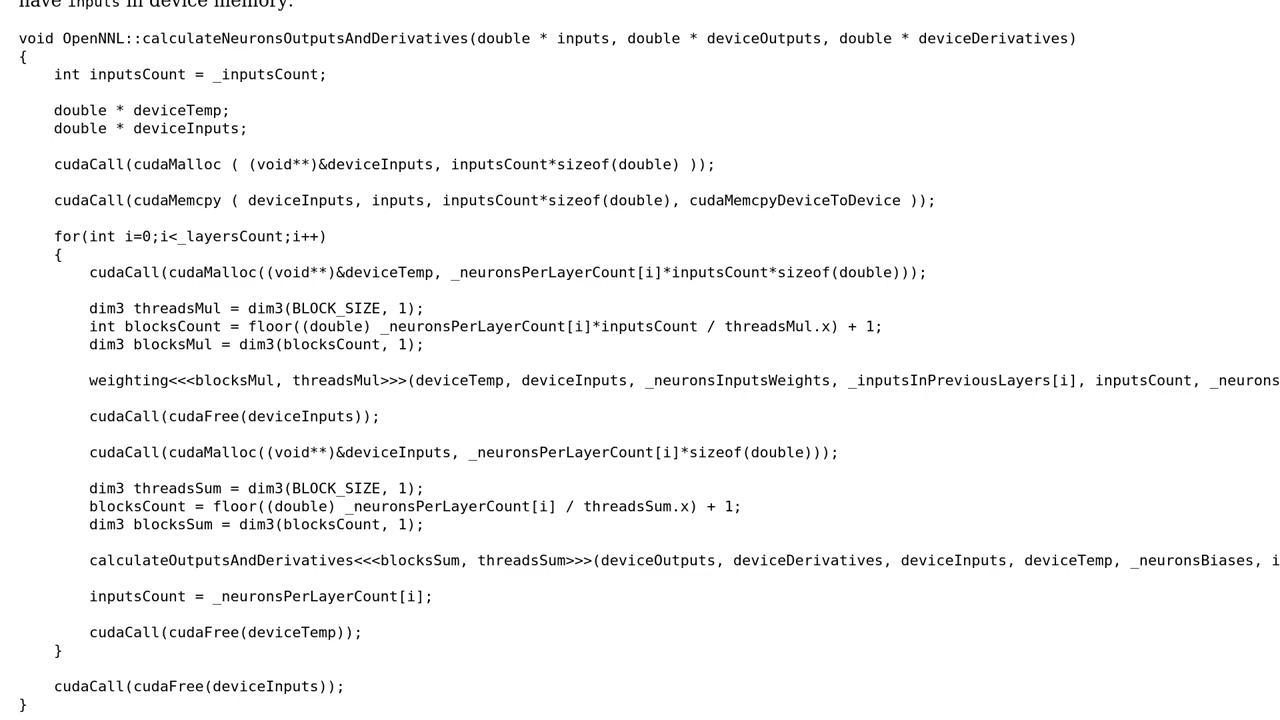 have inputs in device memory.
void OpenNNL::calculateNeuronsOutputsAndDerivatives(double * inputs, double * deviceOutputs, double * deviceDerivatives)
{
    int inputsCount = _inputsCount;
    double * deviceTemp;
    double * deviceInputs;
    cudaCall(cudaMalloc ( (void**)&deviceInputs, inputsCount*sizeof(double) ));
    cudaCall(cudaMemcpy ( deviceInputs, inputs, inputsCount*sizeof(double), cudaMemcpyDeviceToDevice ));
    for(int i=0;i<_layersCount;i++)
    {
        cudaCall(cudaMalloc((void**)&deviceTemp, _neuronsPerLayerCount[i]*inputsCount*sizeof(double)));
        dim3 threadsMul = dim3(BLOCK_SIZE, 1);
        int blocksCount = floor((double) _neuronsPerLayerCount[i]*inputsCount / threadsMul.x) + 1;
        dim3 blocksMul = dim3(blocksCount, 1);
        weighting<<<blocksMul, threadsMul>>>(deviceTemp, deviceInputs, _neuronsInputsWeights, _inputsInPreviousLayers[i], inputsCount, _neurons
        cudaCall(cudaFree(deviceInputs));
        cudaCall(cudaMalloc((void**)&deviceInputs, _neuronsPerLayerCount[i]*sizeof(double)));
        dim3 threadsSum = dim3(BLOCK_SIZE, 1);
        blocksCount = floor((double) _neuronsPerLayerCount[i] / threadsSum.x) + 1;
        dim3 blocksSum = dim3(blocksCount, 1);
        calculateOutputsAndDerivatives<<<blocksSum, threadsSum>>>(deviceOutputs, deviceDerivatives, deviceInputs, deviceTemp, _neuronsBiases, i
        inputsCount = _neuronsPerLayerCount[i];
        cudaCall(cudaFree(deviceTemp));
    }
    cudaCall(cudaFree(deviceInputs));
}